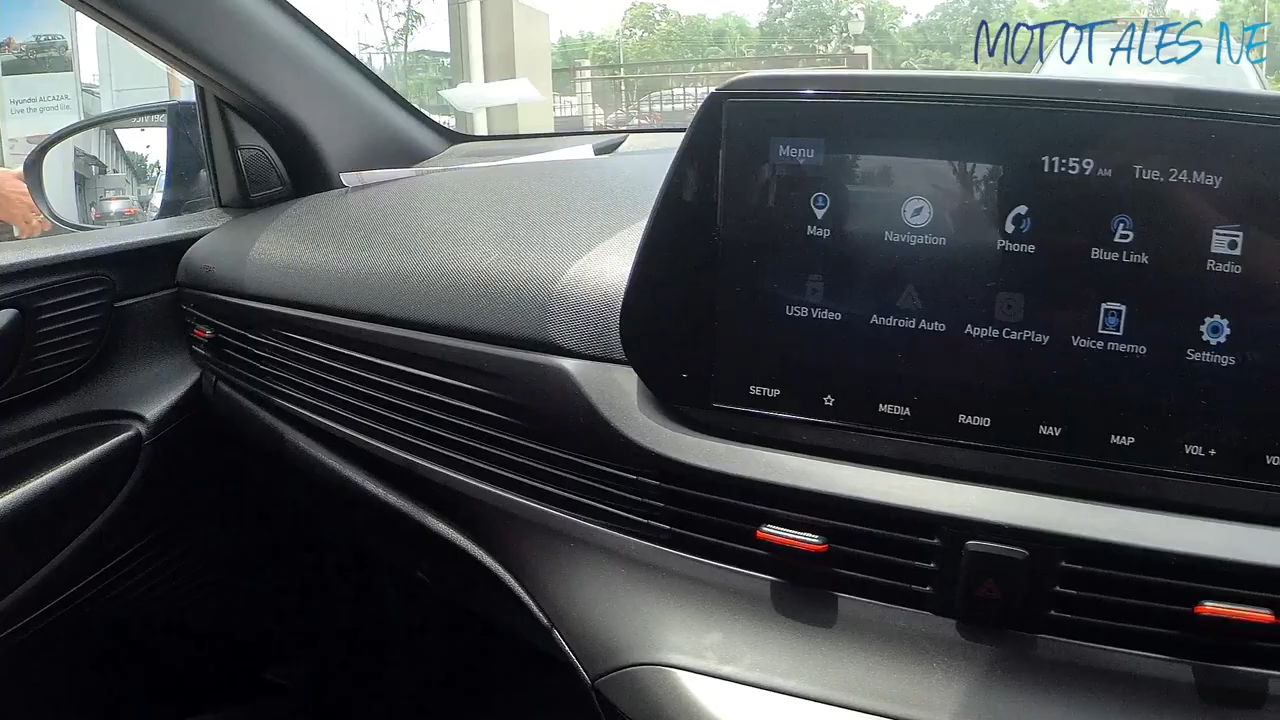 MOTOTALES NE
Hyundai ALCAZAR.
Live the grand life.
Menu
11:59 AM Tue, 24.May
Map
Navigation
Phone
Blue Link
Radio
USB Video
Android Auto
Apple CarPlay
Voice memo
Settings
SETUP
MEDIA
RADIO
NAV
MAP
VOL +
VO